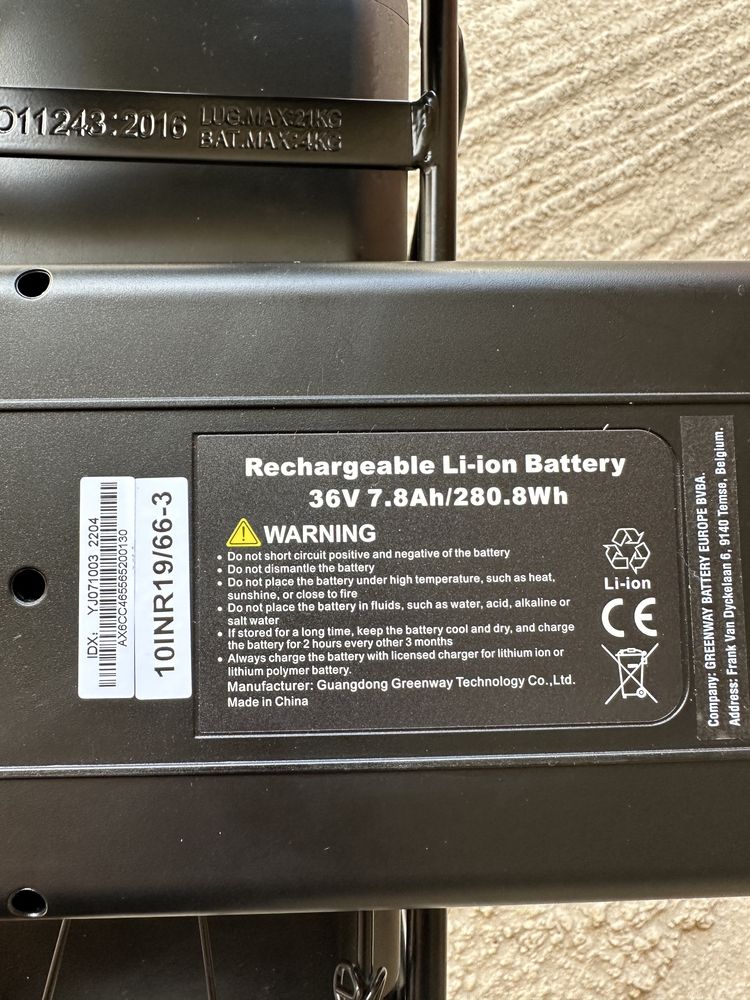 O11243:2016
LUG.MAX:21KG
BAT.MAX:4KG
IDX: YJ071003 2204
AX6CC465565200130
10INR19/66-3
Rechargeable Li-ion Battery
36V 7.8Ah/280.8Wh
WARNING
• Do not short circuit positive and negative of the battery
• Do not dismantle the battery
• Do not place the battery under high temperature, such as heat,
sunshine, or close to fire
• Do not place the battery in fluids, such as water, acid, alkaline or
salt water
• If stored for a long time, keep the battery cool and dry, and charge
the battery for 2 hours every other 3 months
• Always charge the battery with licensed charger for lithium ion or
lithium polymer battery.
Manufacturer: Guangdong Greenway Technology Co.,Ltd.
Made in China
Li-ion
CE
Company: GREENWAY BATTERY EUROPE BVBA.
Address: Frank Van Dyckelaan 6, 9140 Temse, Belgium.